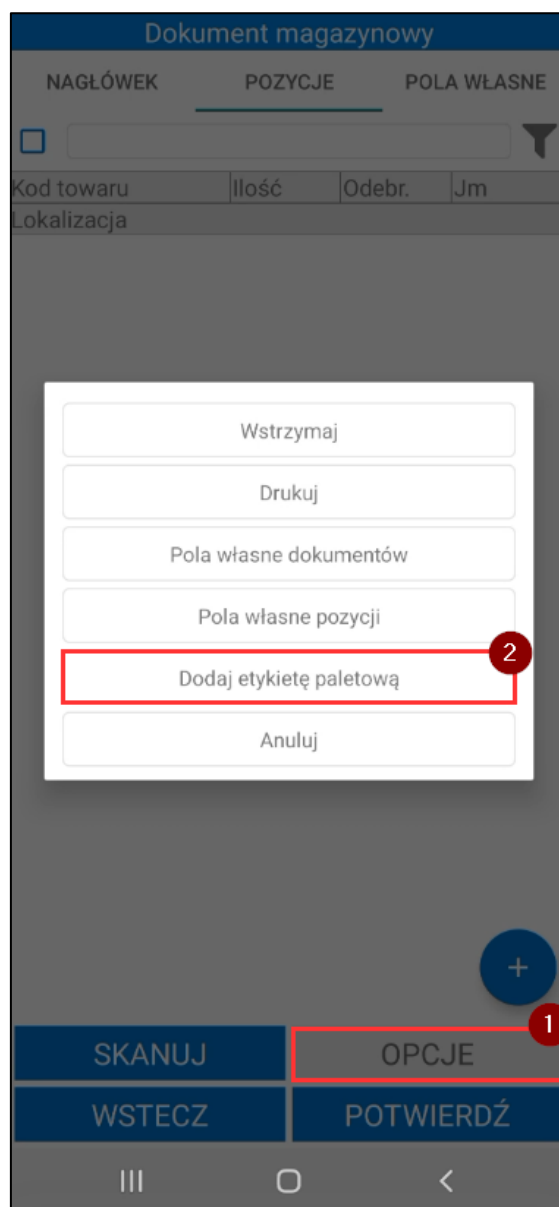 Dokument magazynowy
NAGŁÓWEK POZYCJE POLA WŁASNE
Kod towaru Ilość Odebr. Jm
Lokalizacja
Wstrzymaj
Drukuj
Pola własne dokumentów
Pola własne pozycji
2
Dodaj etykietę paletową
Anuluj
+
1
SKANUJ OPCJE
WSTECZ POTWIERDŹ